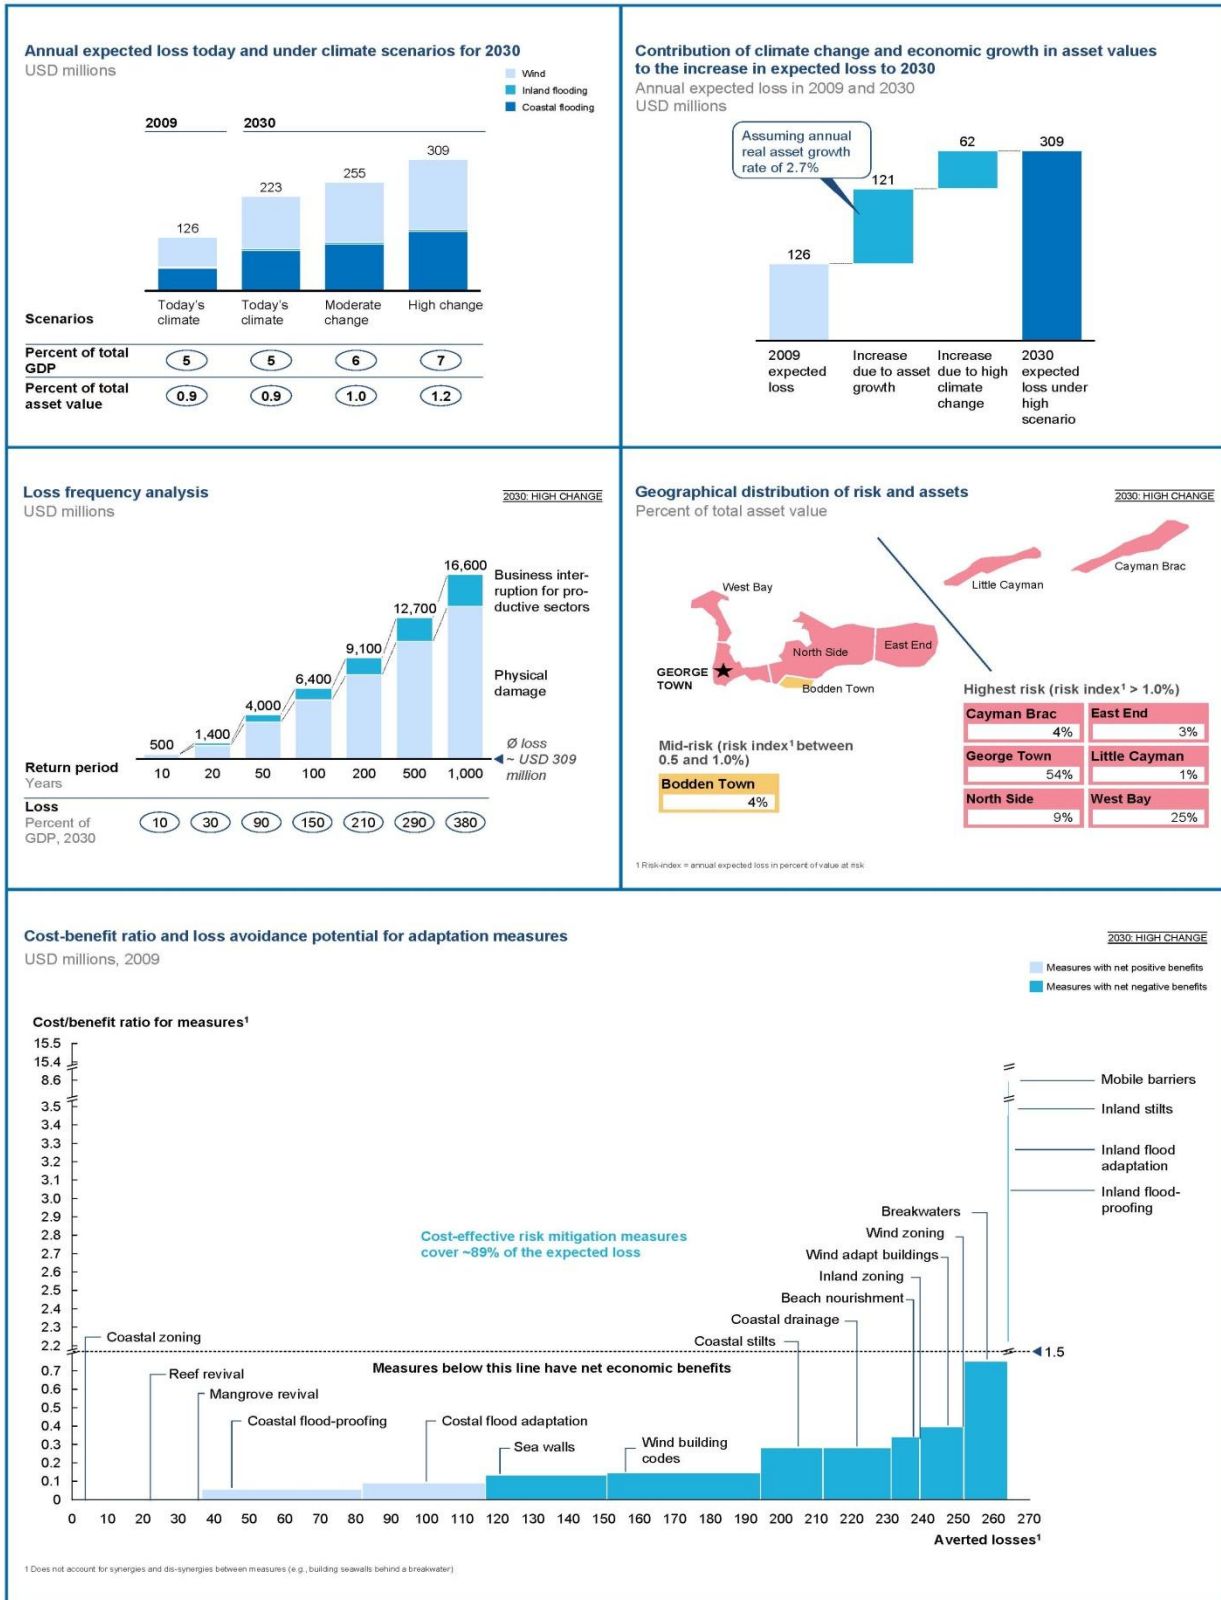 Annual expected loss today and under climate scenarios for 2030
USD millions
Wind
Inland flooding
Coastal flooding
2009
2030
126
223
255
309
Scenarios
Today's
climate
Today's
climate
Moderate
change
High change
Percent of total
GDP
5
5
6
7
Percent of total
asset value
0.9
0.9
1.0
1.2
Contribution of climate change and economic growth in asset values
to the increase in expected loss to 2030
Annual expected loss in 2009 and 2030
USD millions
Assuming annual
real asset growth
rate of 2.7%
126
121
62
309
2009
expected
loss
Increase
due to asset
growth
Increase
due to high
climate
change
2030
expected
loss under
high
scenario
Loss frequency analysis
USD millions
2030: HIGH CHANGE
500
1,400
4,000
6,400
9,100
12,700
16,600
Business inter-
ruption for pro-
ductive sectors
Physical
damage
Ø loss
~ USD 309
million
Return period
Years
10
20
50
100
200
500
1,000
Loss
Percent of
GDP, 2030
10
30
90
150
210
290
380
Geographical distribution of risk and assets
Percent of total asset value
2030: HIGH CHANGE
West Bay
GEORGE
TOWN
North Side
East End
Bodden Town
Little Cayman
Cayman Brac
Mid-risk (risk index¹ between
0.5 and 1.0%)
Bodden Town
4%
Highest risk (risk index¹ > 1.0%)
Cayman Brac
4%
East End
3%
George Town
54%
Little Cayman
1%
North Side
9%
West Bay
25%
1 Risk-index = annual expected loss in percent of value at risk
Cost-benefit ratio and loss avoidance potential for adaptation measures
USD millions, 2009
2030: HIGH CHANGE
Measures with net positive benefits
Measures with net negative benefits
Cost/benefit ratio for measures¹
15.5
15.4
8.6
3.5
3.4
3.3
3.2
3.1
3.0
2.9
2.8
2.7
2.6
2.5
2.4
2.3
2.2
0.7
0.6
0.5
0.4
0.3
0.2
0.1
0
Cost-effective risk mitigation measures
cover ~89% of the expected loss
Measures below this line have net economic benefits
1.5
Coastal zoning
Reef revival
Mangrove revival
Coastal flood-proofing
Costal flood adaptation
Sea walls
Wind building
codes
Coastal stilts
Coastal drainage
Beach nourishment
Inland zoning
Wind adapt buildings
Wind zoning
Breakwaters
Mobile barriers
Inland stilts
Inland flood
adaptation
Inland flood-
proofing
0 10 20 30 40 50 60 70 80 90 100 110 120 130 140 150 160 170 180 190 200 210 220 230 240 250 260 270
Averted losses¹
1 Does not account for synergies and dis-synergies between measures (e.g., building seawalls behind a breakwater)